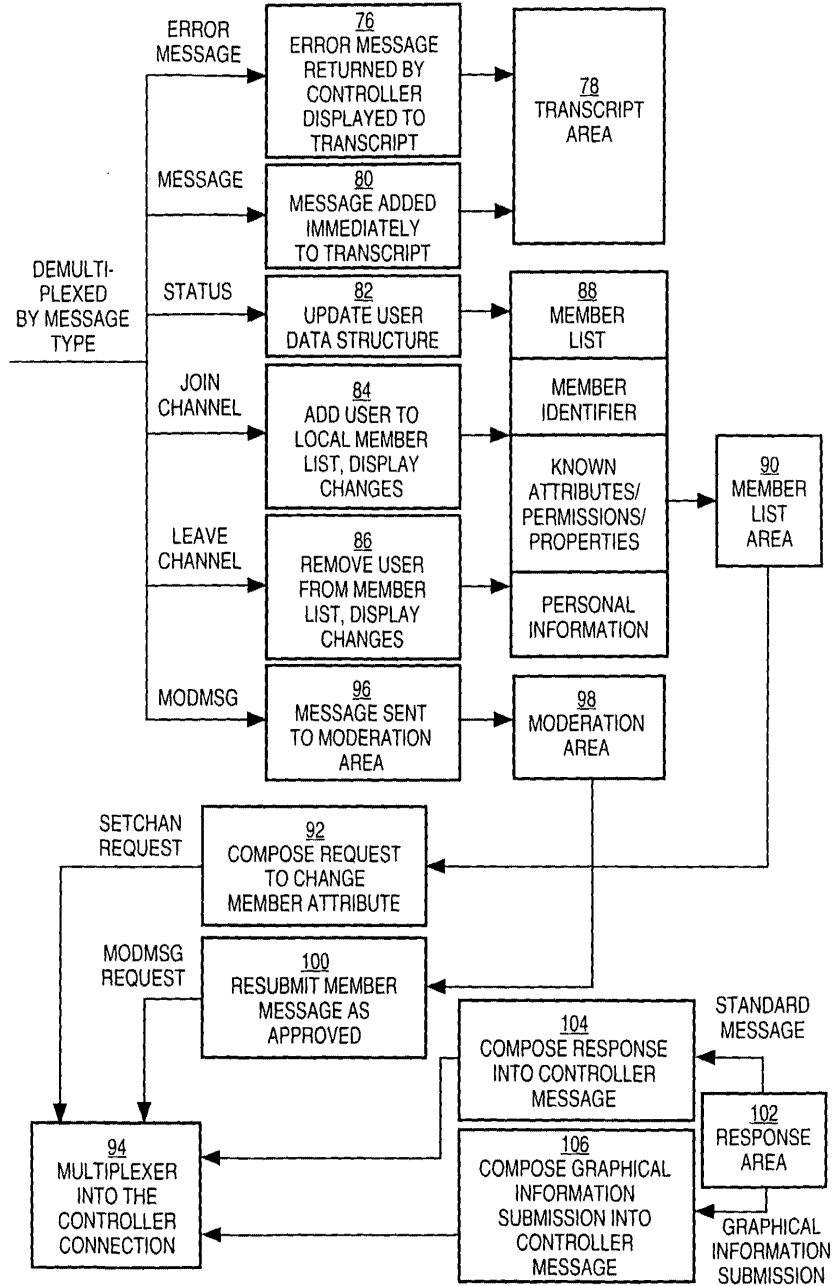 ERROR
MESSAGE
76
ERROR MESSAGE
RETURNED BY
CONTROLLER
DISPLAYED TO
TRANSCRIPT
78
TRANSCRIPT
AREA
MESSAGE
80
MESSAGE ADDED
IMMEDIATELY
TO TRANSCRIPT
DEMULTI-
PLEXED
BY MESSAGE
TYPE
STATUS
82
UPDATE USER
DATA STRUCTURE
88
MEMBER
LIST
MEMBER
IDENTIFIER
KNOWN
ATTRIBUTES/
PERMISSIONS/
PROPERTIES
PERSONAL
INFORMATION
JOIN
CHANNEL
84
ADD USER TO
LOCAL MEMBER
LIST, DISPLAY
CHANGES
90
MEMBER
LIST
AREA
LEAVE
CHANNEL
86
REMOVE USER
FROM MEMBER
LIST, DISPLAY
CHANGES
MODMSG
96
MESSAGE SENT
TO MODERATION
AREA
98
MODERATION
AREA
SETCHAN
REQUEST
92
COMPOSE REQUEST
TO CHANGE
MEMBER ATTRIBUTE
MODMSG
REQUEST
100
RESUBMIT MEMBER
MESSAGE AS
APPROVED
104
COMPOSE RESPONSE
INTO CONTROLLER
MESSAGE
STANDARD
MESSAGE
102
RESPONSE
AREA
94
MULTIPLEXER
INTO THE
CONTROLLER
CONNECTION
106
COMPOSE GRAPHICAL
INFORMATION
SUBMISSION INTO
CONTROLLER
MESSAGE
GRAPHICAL
INFORMATION
SUBMISSION